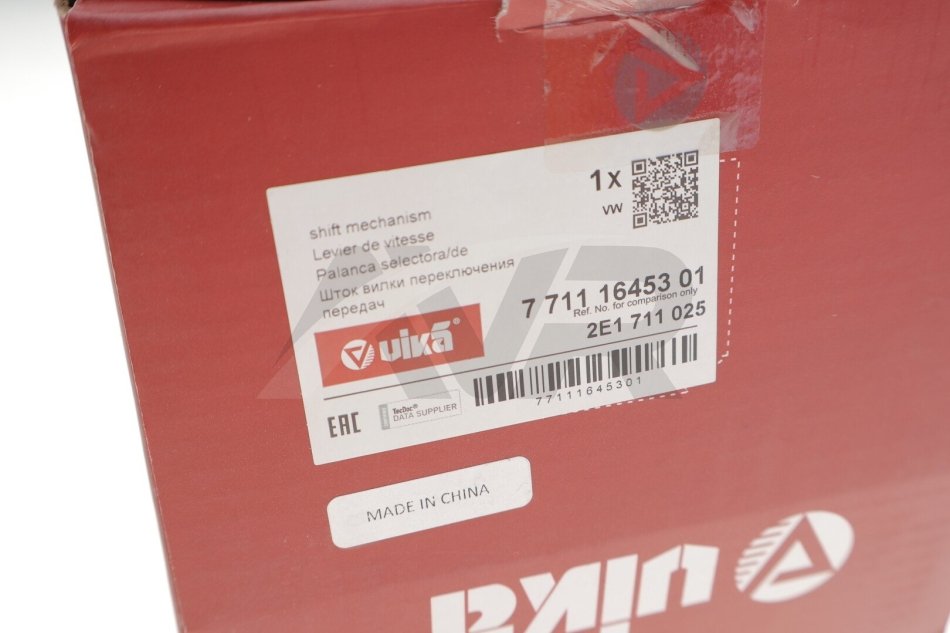 1x
VW
shift mechanism
Levier de vitesse
Palanca selectora/de
Шток вилки переключения
передач
7 711 16453 01
Ref. No. for comparison only
2E1 711 025
vika®
77111645301
EAC
TecDoc®
DATA SUPPLIER
MADE IN CHINA
vika
AVR